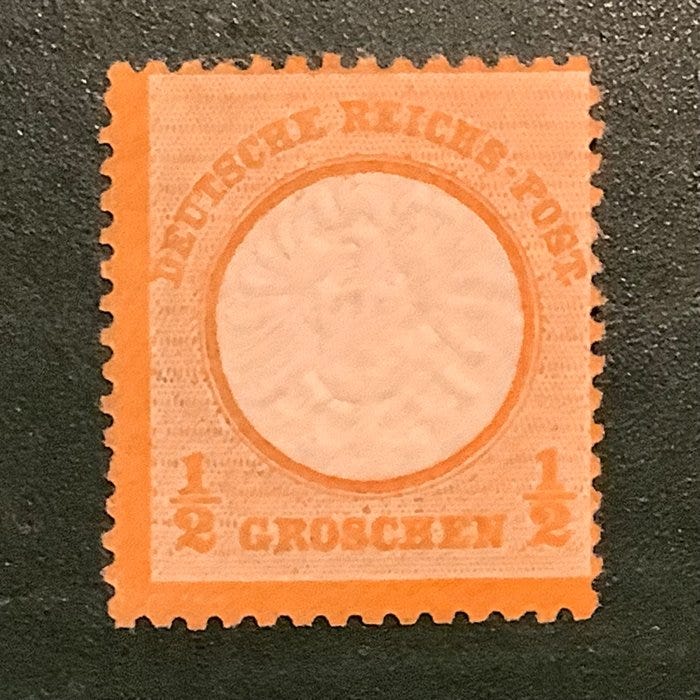 DEUTSCHE REICHS-POST
1/2 GROSCHEN 1/2